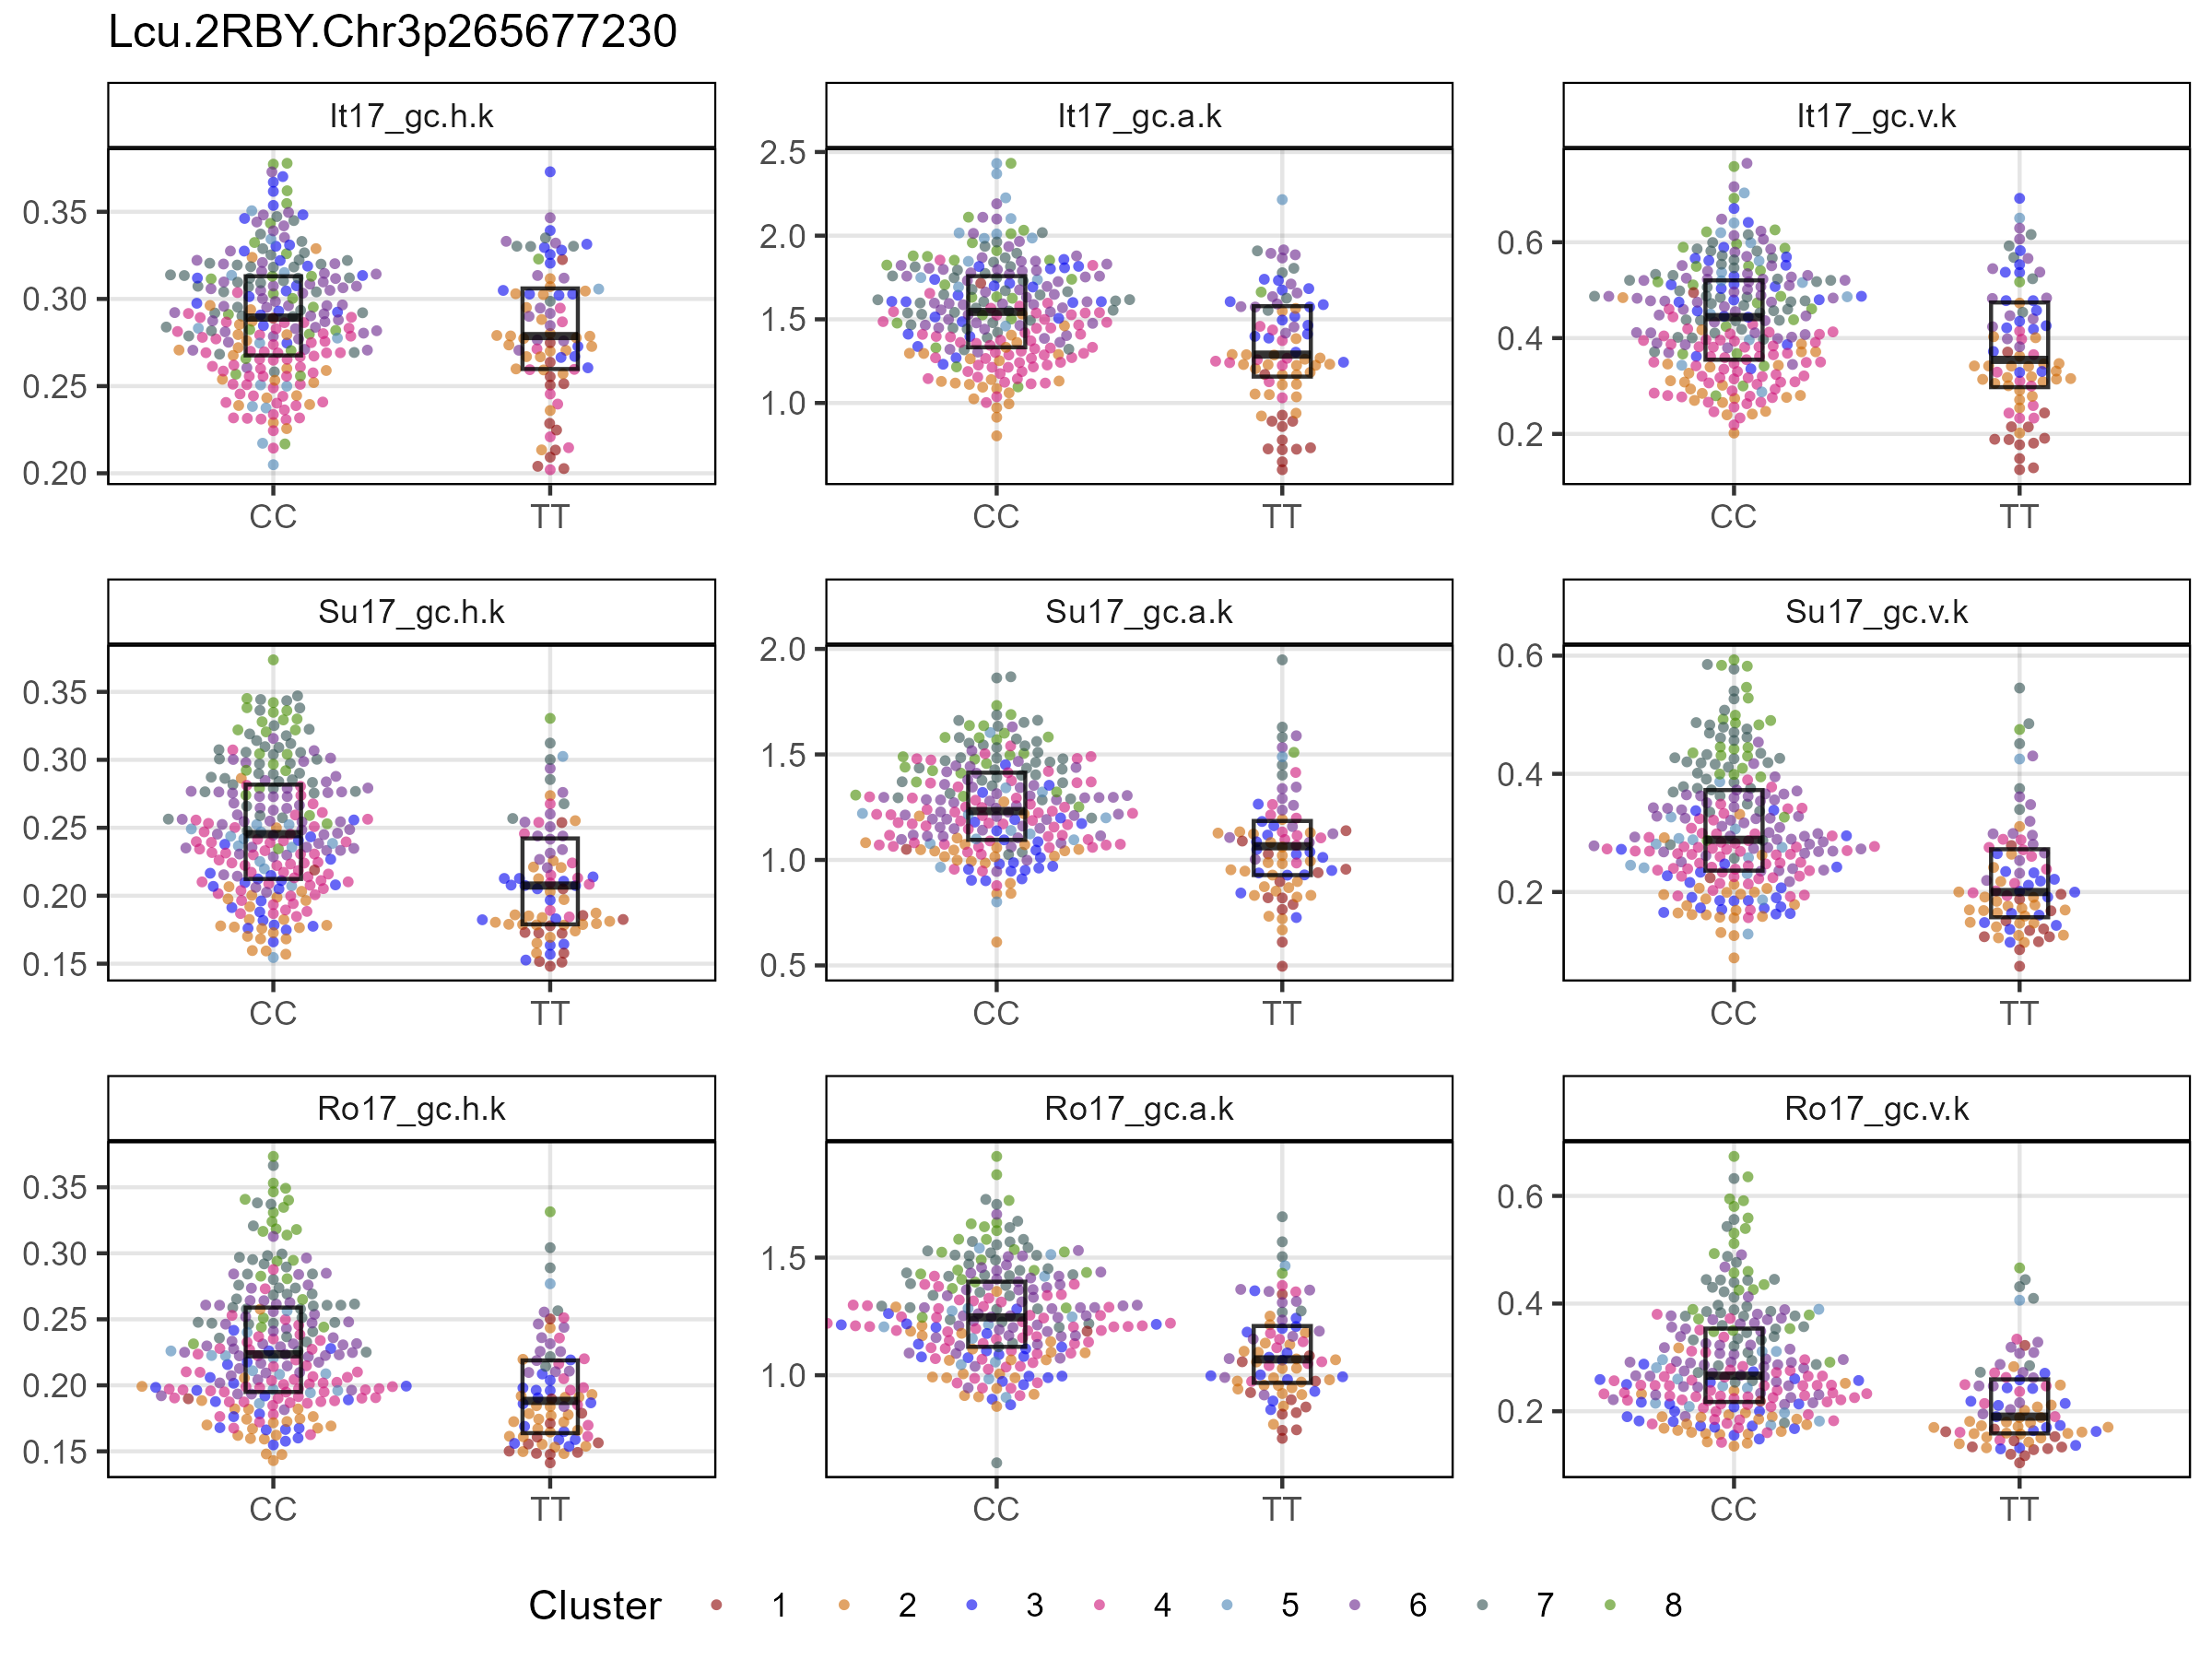 Lcu.2RBY.Chr3p265677230
It17_gc.h.k
It17_gc.a.k
It17_gc.v.k
0.35
0.30
0.25
0.20
CC
TT
2.5
2.0
1.5
1.0
CC
TT
0.6
0.4
0.2
CC
TT
Su17_gc.h.k
Su17_gc.a.k
Su17_gc.v.k
0.35
0.30
0.25
0.20
0.15
CC
TT
2.0
1.5
1.0
0.5
CC
TT
0.6
0.4
0.2
CC
TT
Ro17_gc.h.k
Ro17_gc.a.k
Ro17_gc.v.k
0.35
0.30
0.25
0.20
0.15
CC
TT
1.5
1.0
CC
TT
0.6
0.4
0.2
CC
TT
Cluster 1 2 3 4 5 6 7 8